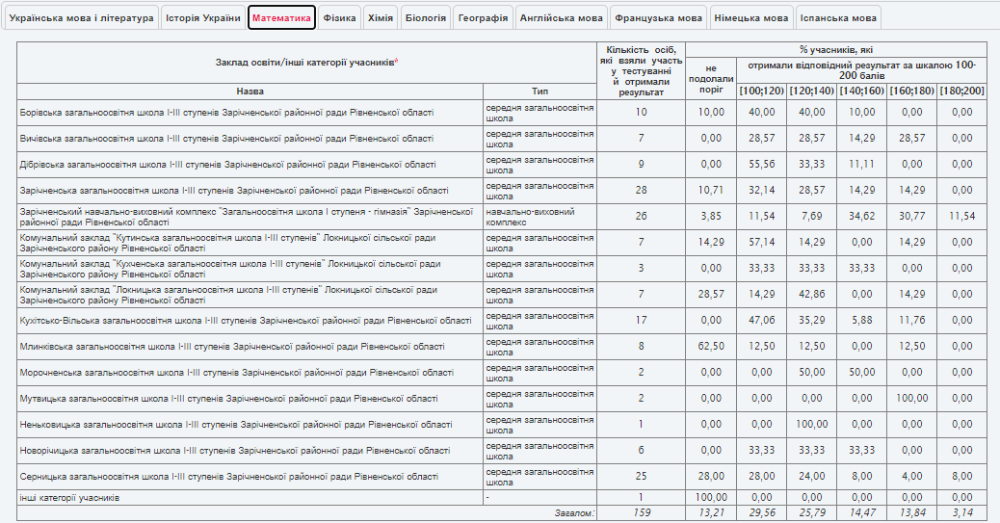 Українська мова і література Історія України Математика Фізика Хімія Біологія Географія Англійська мова Французька мова Німецька мова Іспанська мова
Заклад освіти/інші категорії учасників*
Кількість осіб,
які взяли участь
у тестуванні
й отримали
результат
% учасників, які
не
подолали
поріг
отримали відповідний результат за шкалою 100-
200 балів
Назва Тип [100;120) [120;140) [140;160) [160;180) [180;200]
Борівська загальноосвітня школа І-ІІІ ступенів Зарічненської районної ради Рівненської області
середня загальноосвітня
школа
10 10,00 40,00 40,00 10,00 0,00 0,00
Вичівська загальноосвітня школа І-ІІІ ступенів Зарічненської районної ради Рівненської області
середня загальноосвітня
школа
7 0,00 28,57 28,57 14,29 28,57 0,00
Дібрівська загальноосвітня школа І-ІІІ ступенів Зарічненської районної ради Рівненської області
середня загальноосвітня
школа
9 0,00 55,56 33,33 11,11 0,00 0,00
Зарічненська загальноосвітня школа І-ІІІ ступенів Зарічненської районної ради Рівненської області
середня загальноосвітня
школа
28 10,71 32,14 28,57 14,29 14,29 0,00
Зарічненський навчально-виховний комплекс "Загальноосвітня школа І ступеня - гімназія" Зарічненської
районної ради Рівненської області
навчально-виховний
комплекс
26 3,85 11,54 7,69 34,62 30,77 11,54
Комунальний заклад "Кутинська загальноосвітня школа І-ІІІ ступенів" Локницької сільської ради
Зарічненського району Рівненської області
середня загальноосвітня
школа
7 14,29 57,14 14,29 0,00 14,29 0,00
Комунальний заклад "Кухченська загальноосвітня школа І-ІІІ ступенів" Локницької сільської ради
Зарічненського району Рівненської області
середня загальноосвітня
школа
3 0,00 33,33 33,33 33,33 0,00 0,00
Комунальний заклад "Локницька загальноосвітня школа І-ІІІ ступенів" Локницької сільської ради
Зарічненського району Рівненської області
середня загальноосвітня
школа
7 28,57 14,29 42,86 0,00 14,29 0,00
Кухітсько-Вільська загальноосвітня школа І-ІІІ ступенів Зарічненської районної ради Рівненської області
середня загальноосвітня
школа
17 0,00 47,06 35,29 5,88 11,76 0,00
Млинківська загальноосвітня школа І-ІІІ ступенів Зарічненської районної ради Рівненської області
середня загальноосвітня
школа
8 62,50 12,50 12,50 0,00 12,50 0,00
Морочненська загальноосвітня школа І-ІІІ ступенів Зарічненської районної ради Рівненської області
середня загальноосвітня
школа
2 0,00 0,00 50,00 50,00 0,00 0,00
Мутвицька загальноосвітня школа І-ІІІ ступенів Зарічненської районної ради Рівненської області
середня загальноосвітня
школа
2 0,00 0,00 0,00 0,00 100,00 0,00
Неньковицька загальноосвітня школа І-ІІІ ступенів Зарічненської районної ради Рівненської області
середня загальноосвітня
школа
1 0,00 0,00 100,00 0,00 0,00 0,00
Новорічицька загальноосвітня школа І-ІІІ ступенів Зарічненської районної ради Рівненської області
середня загальноосвітня
школа
6 0,00 33,33 33,33 33,33 0,00 0,00
Серницька загальноосвітня школа І-ІІІ ступенів Зарічненської районної ради Рівненської області
середня загальноосвітня
школа
25 28,00 28,00 24,00 8,00 4,00 8,00
інші категорії учасників - 1 100,00 0,00 0,00 0,00 0,00 0,00
Загалом: 159 13,21 29,56 25,79 14,47 13,84 3,14